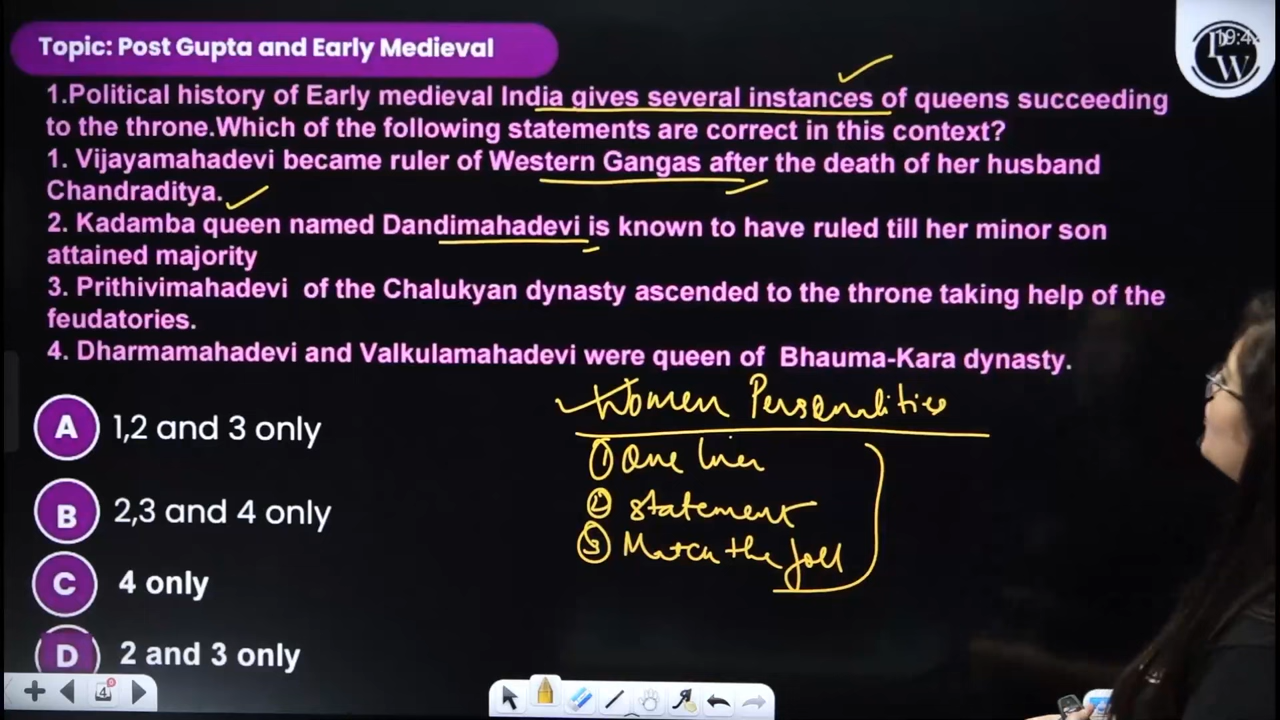 Topic: Post Gupta and Early Medieval
1.Political history of Early medieval India gives several instances of queens succeeding
to the throne.Which of the following statements are correct in this context?
1. Vijayamahadevi became ruler of Western Gangas after the death of her husband
Chandraditya.
2. Kadamba queen named Dandimahadevi is known to have ruled till her minor son
attained majority
3. Prithivimahadevi of the Chalukyan dynasty ascended to the throne taking help of the
feudatories.
4. Dharmamahadevi and Valkulamahadevi were queen of Bhauma-Kara dynasty.
Women Personalities
A 1,2 and 3 only
① One liner
B 2,3 and 4 only
② Statement
③ Match the foll
C 4 only
D 2 and 3 only
4